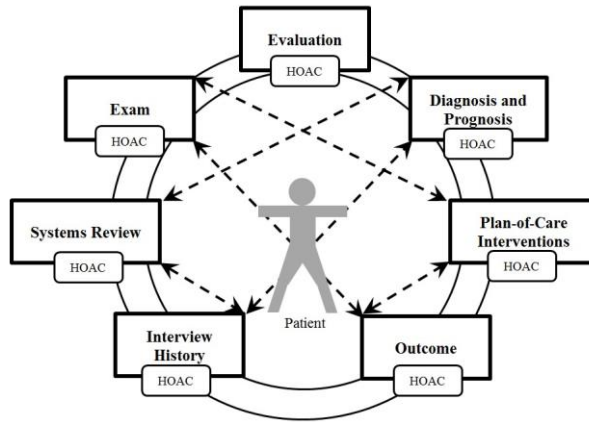 Evaluation
HOAC
Exam
HOAC
Diagnosis and
Prognosis
HOAC
Systems Review
HOAC
Plan-of-Care
Interventions
HOAC
Patient
Interview
History
HOAC
Outcome
HOAC